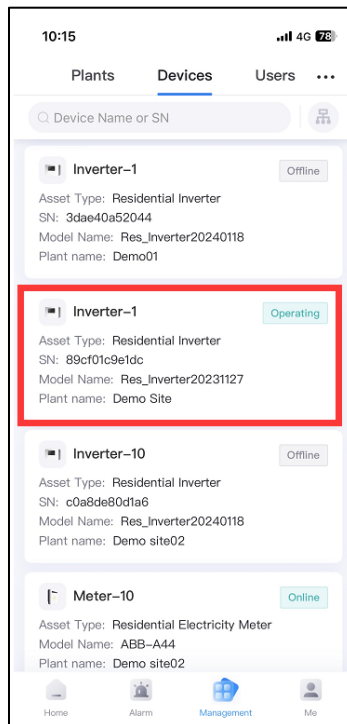 10:15 4G 78
Plants Devices Users ...
Device Name or SN
Inverter-1 Offline
Asset Type: Residential Inverter
SN: 3dae40a52044
Model Name: Res_Inverter20240118
Plant name: Demo01
Inverter-1 Operating
Asset Type: Residential Inverter
SN: 89cf01c9e1dc
Model Name: Res_Inverter20231127
Plant name: Demo Site
Inverter-10 Offline
Asset Type: Residential Inverter
SN: c0a8de80d1a6
Model Name: Res_Inverter20240118
Plant name: Demo site02
Meter-10 Online
Asset Type: Residential Electricity Meter
Model Name: ABB-A44
Plant name: Demo site02
Home Alarm Management Me